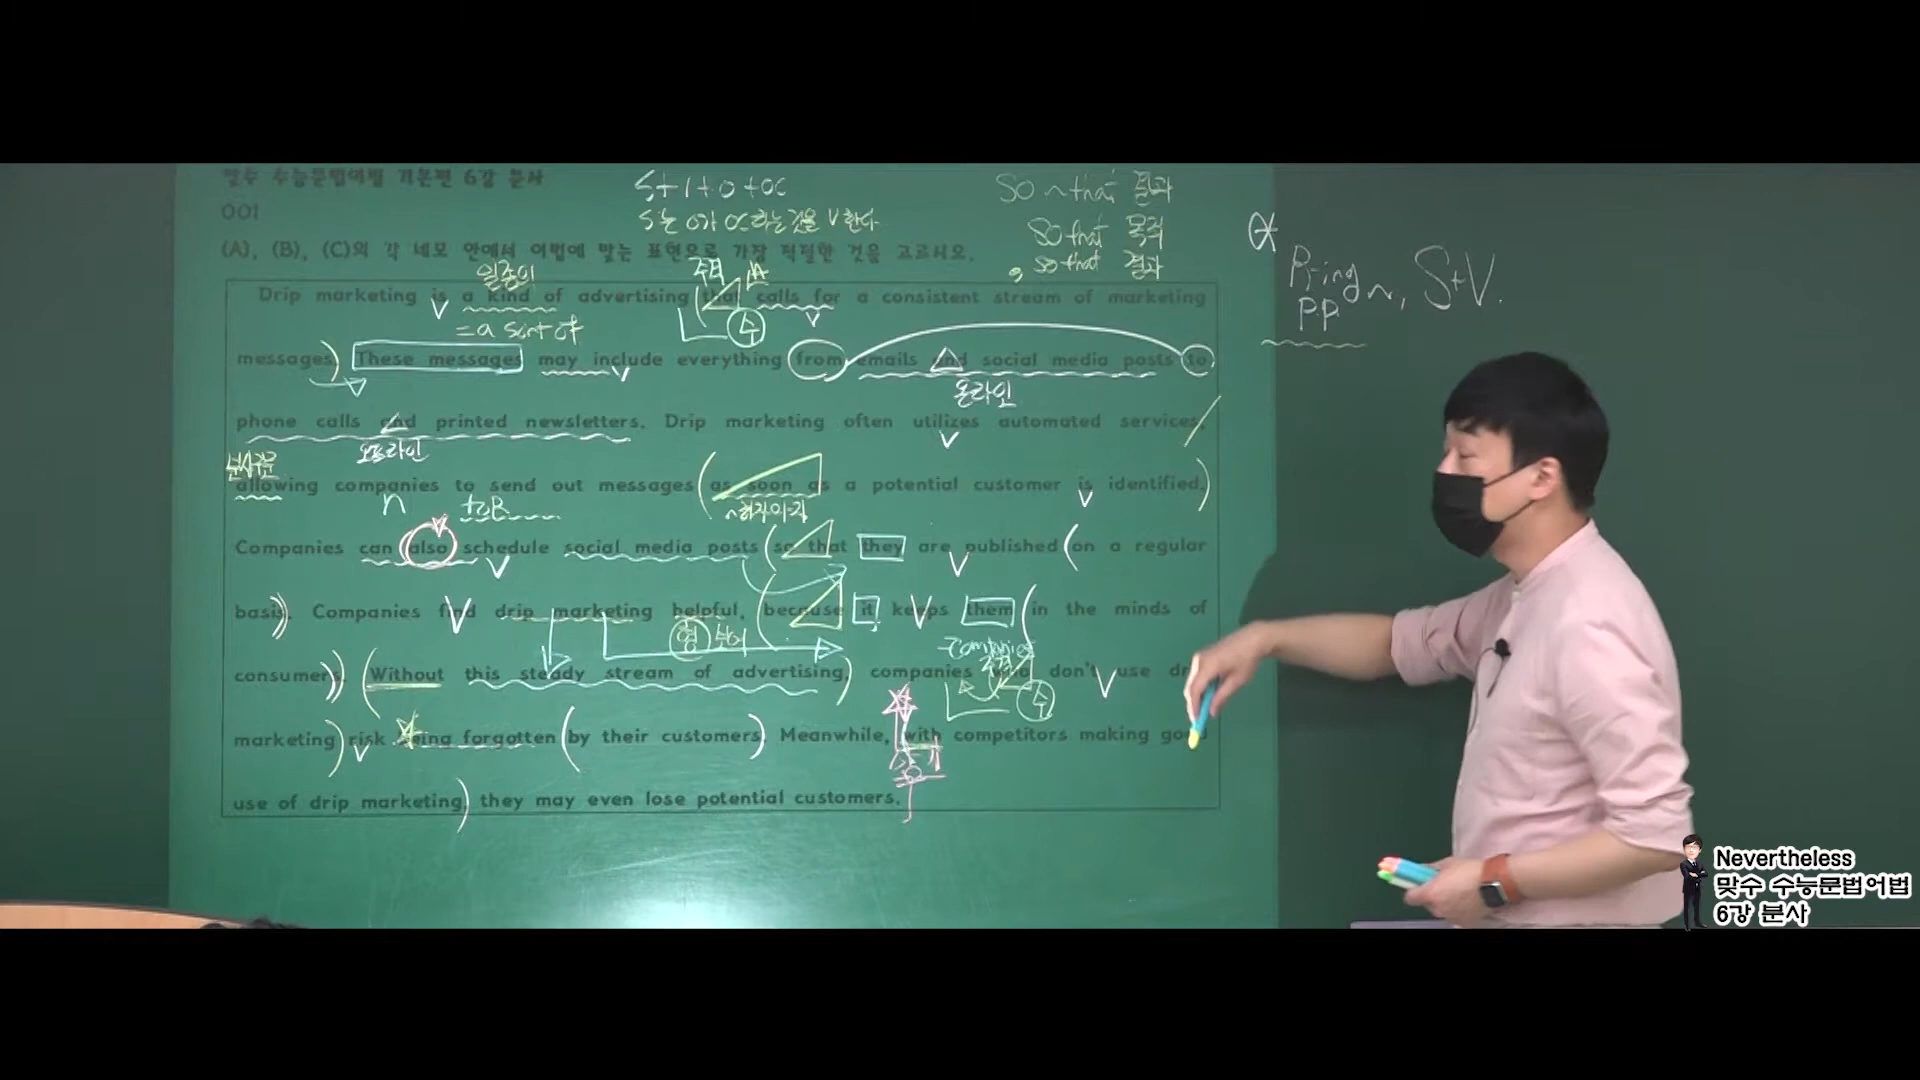 맞수 수능문법어법 기본편 6강 분사
001
(A), (B), (C)의 각 네모 안에서 어법에 맞는 표현으로 가장 적절한 것을 고르시오.
S는 O가 OC 하는 것을 V 한다
so ~ that 결과
so that 목적
, so that 결과
일종의
주격
Drip marketing is a kind of advertising that calls for a consistent stream of marketing
= a sort of
수
messages. These messages may include everything from emails and social media posts to
온라인
phone calls and printed newsletters. Drip marketing often utilizes automated services,
오프라인
분사구문
allowing companies to send out messages as soon as a potential customer is identified.
n
~하자마자
Companies can also schedule social media posts so that they are published on a regular
V
basis. Companies find drip marketing helpful, because it keeps them in the minds of
형 보어
companies
주격
consumers. Without this steady stream of advertising, companies who don't use drip
수
marketing risk being forgotten by their customers. Meanwhile, with competitors making good
use of drip marketing, they may even lose potential customers.
~ing ~, S+V.
p.p
Nevertheless
맞수 수능문법어법
6강 분사